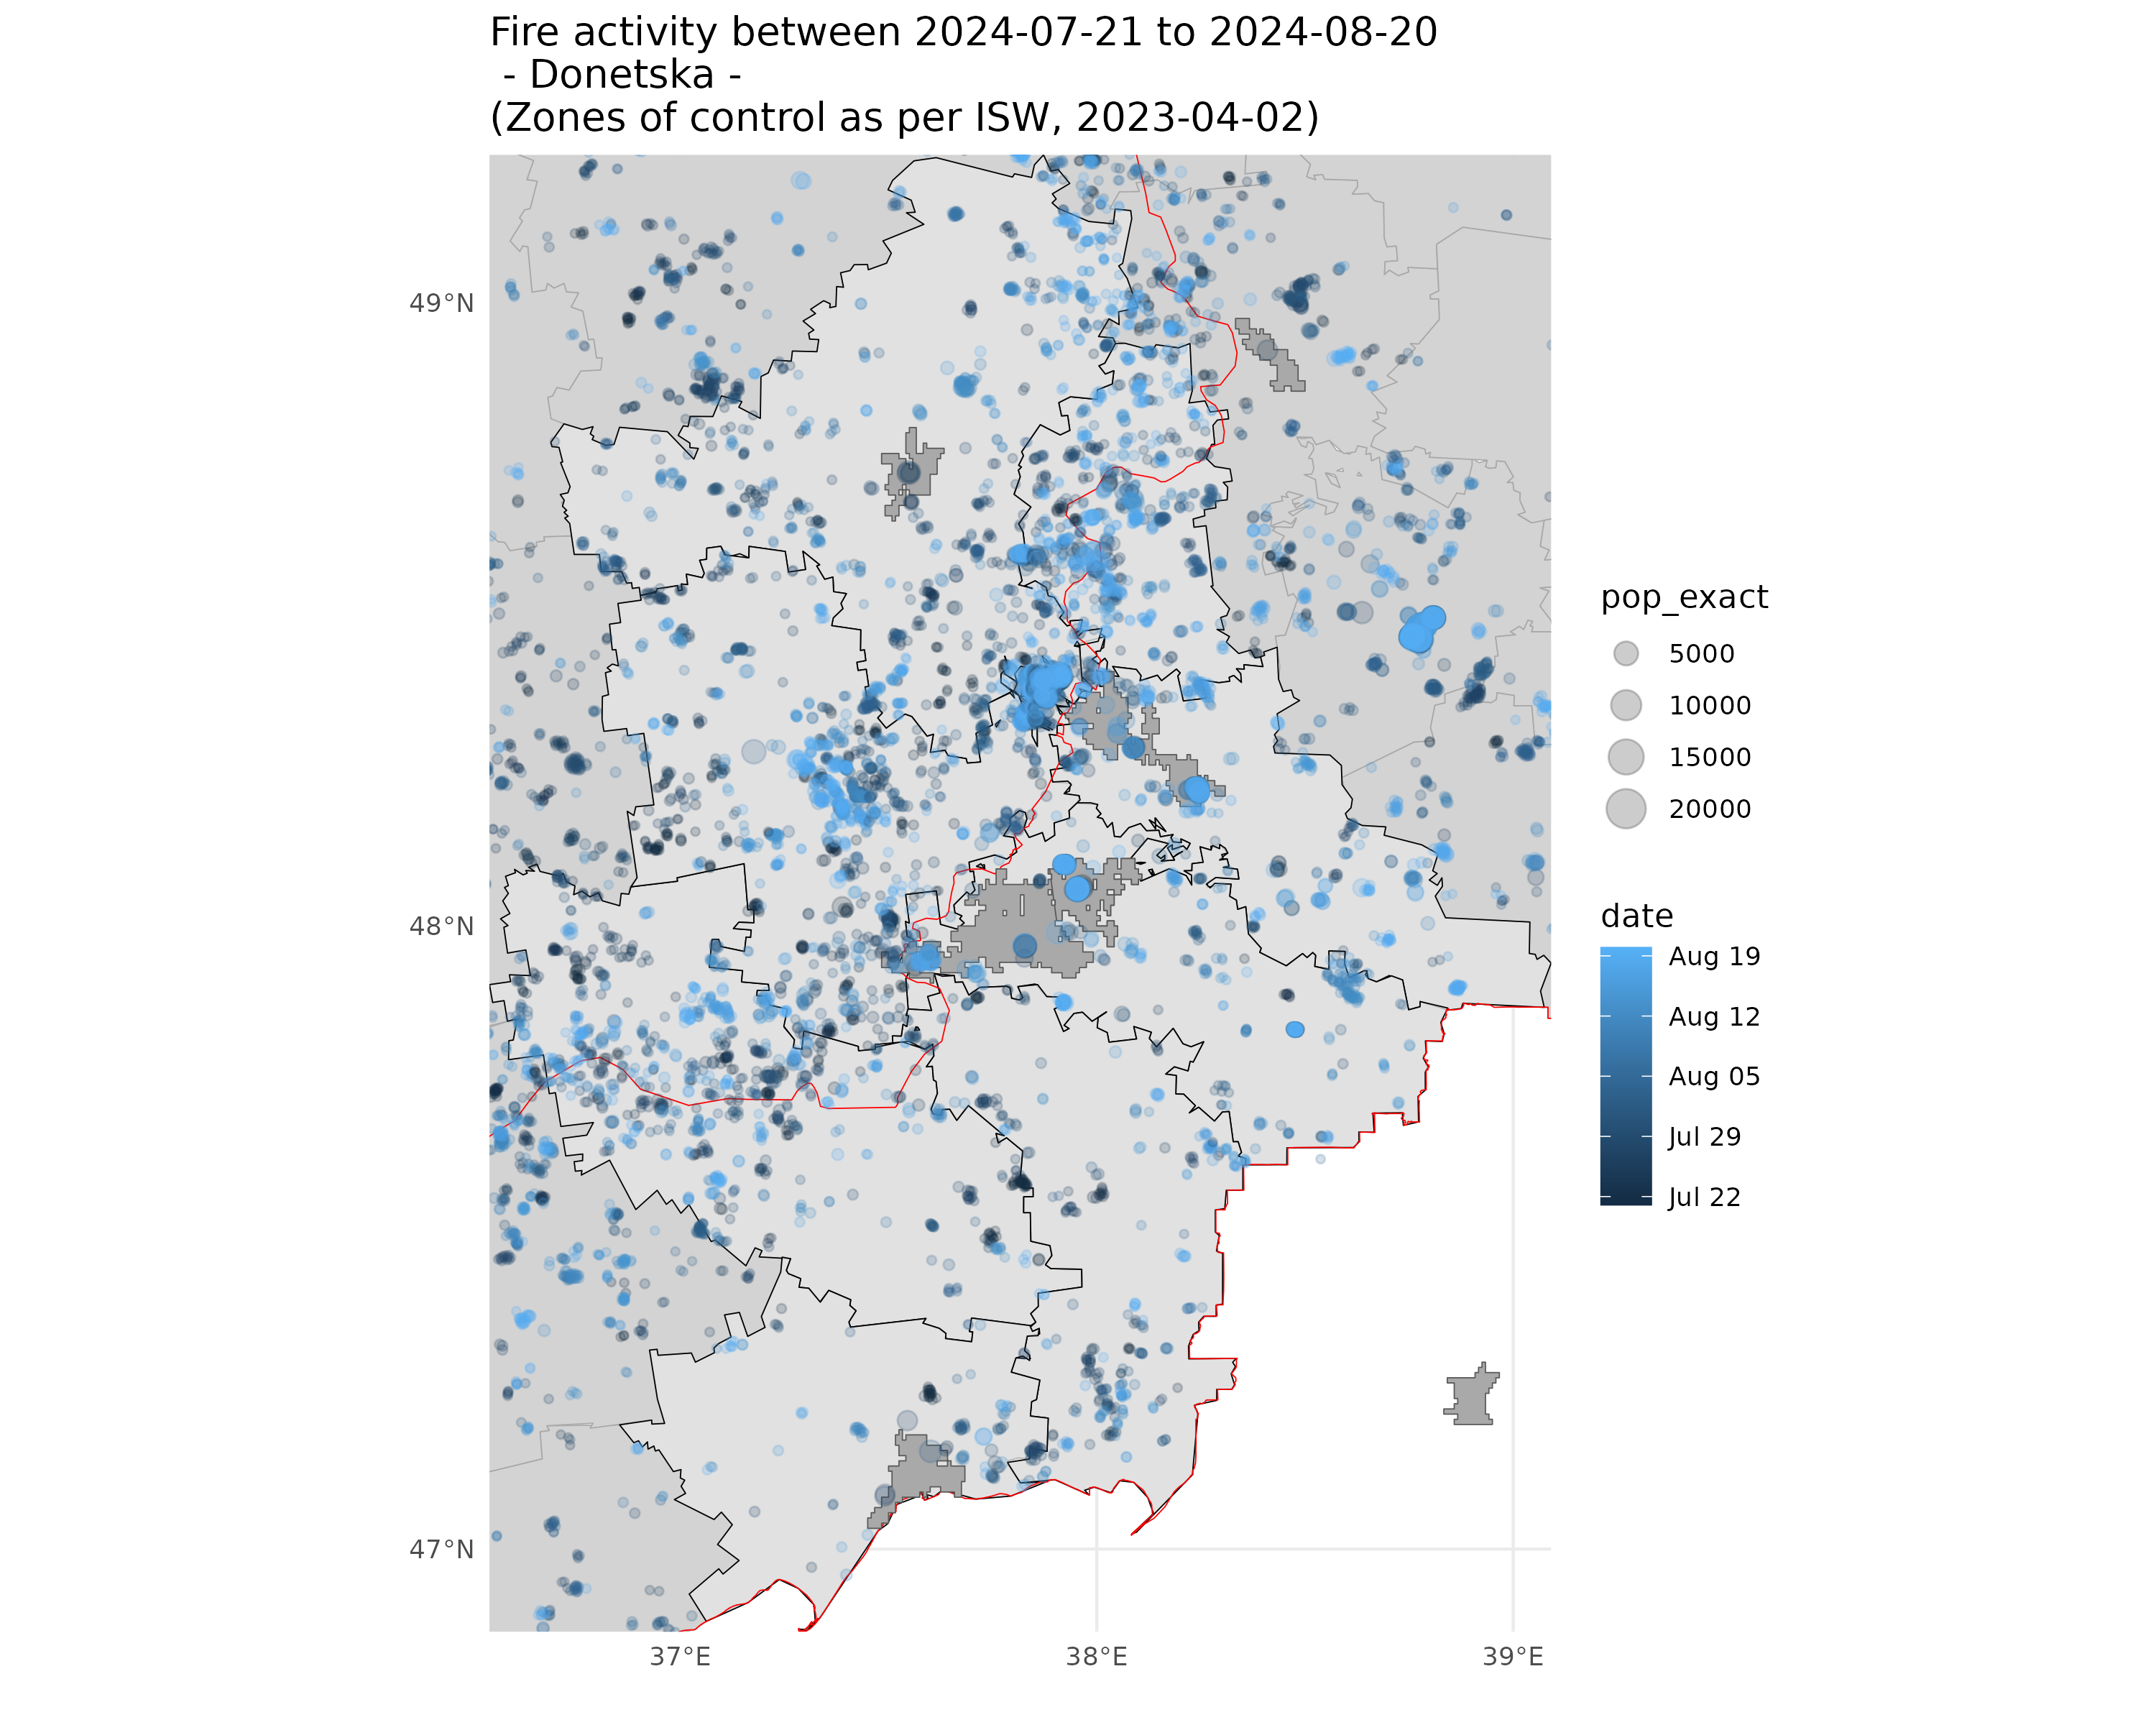 Fire activity between 2024-07-21 to 2024-08-20
- Donetska -
(Zones of control as per ISW, 2023-04-02)
49°N
48°N
47°N
37°E
38°E
39°E
pop_exact
5000
10000
15000
20000
date
Aug 19
Aug 12
Aug 05
Jul 29
Jul 22